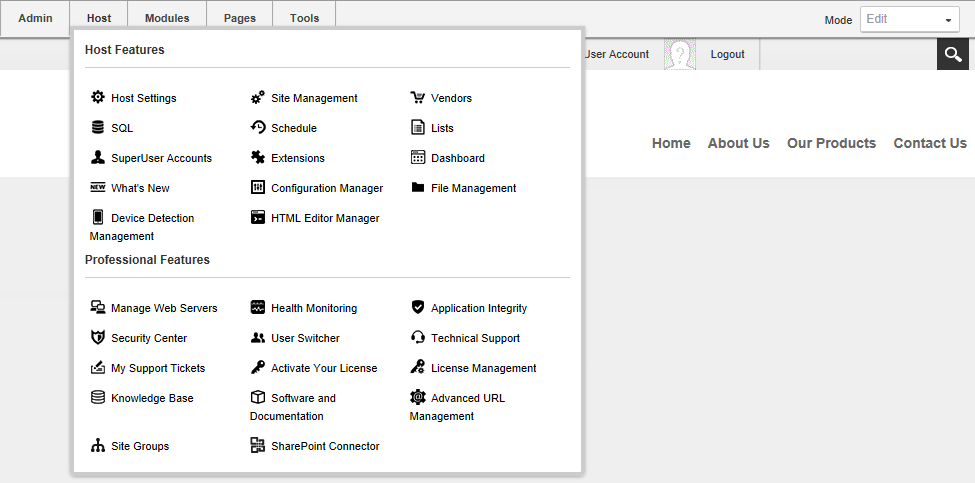 Admin Host Modules Pages Tools Mode Edit
User Account Logout
Home About Us Our Products Contact Us
Host Features
Host Settings Site Management Vendors
SQL Schedule Lists
SuperUser Accounts Extensions Dashboard
NEW What's New Configuration Manager File Management
Device Detection Management HTML Editor Manager
Professional Features
Manage Web Servers Health Monitoring Application Integrity
Security Center User Switcher Technical Support
My Support Tickets Activate Your License License Management
Knowledge Base Software and Documentation Advanced URL Management
Site Groups SharePoint Connector